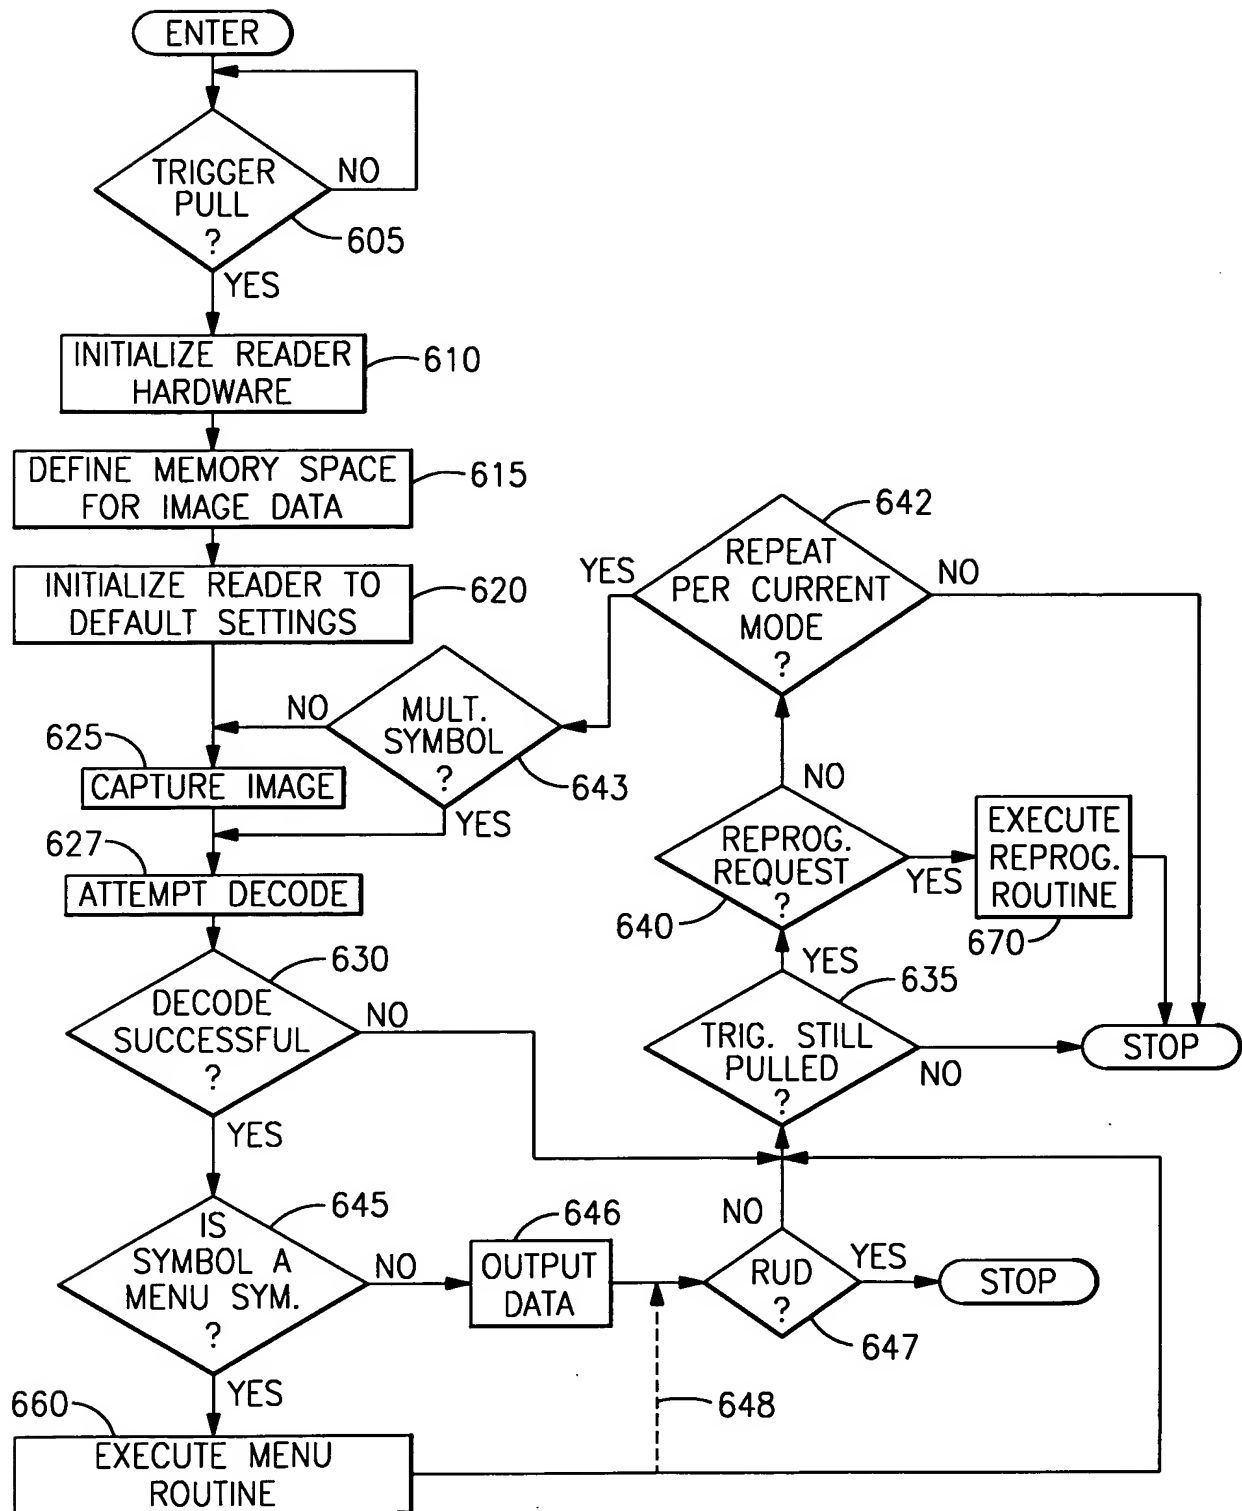 ENTER
TRIGGER
PULL
?
NO
605
YES
INITIALIZE READER
HARDWARE
610
DEFINE MEMORY SPACE
FOR IMAGE DATA
615
INITIALIZE READER TO
DEFAULT SETTINGS
620
625
CAPTURE IMAGE
627
ATTEMPT DECODE
630
DECODE
SUCCESSFUL
?
NO
YES
645
IS
SYMBOL A
MENU SYM.
?
NO
YES
660
EXECUTE MENU
ROUTINE
646
OUTPUT
DATA
648
RUD
?
647
YES
STOP
NO
635
TRIG. STILL
PULLED
?
NO
STOP
YES
REPROG.
REQUEST
?
640
YES
EXECUTE
REPROG.
ROUTINE
670
NO
642
REPEAT
PER CURRENT
MODE
?
NO
YES
MULT.
SYMBOL
?
643
NO
YES